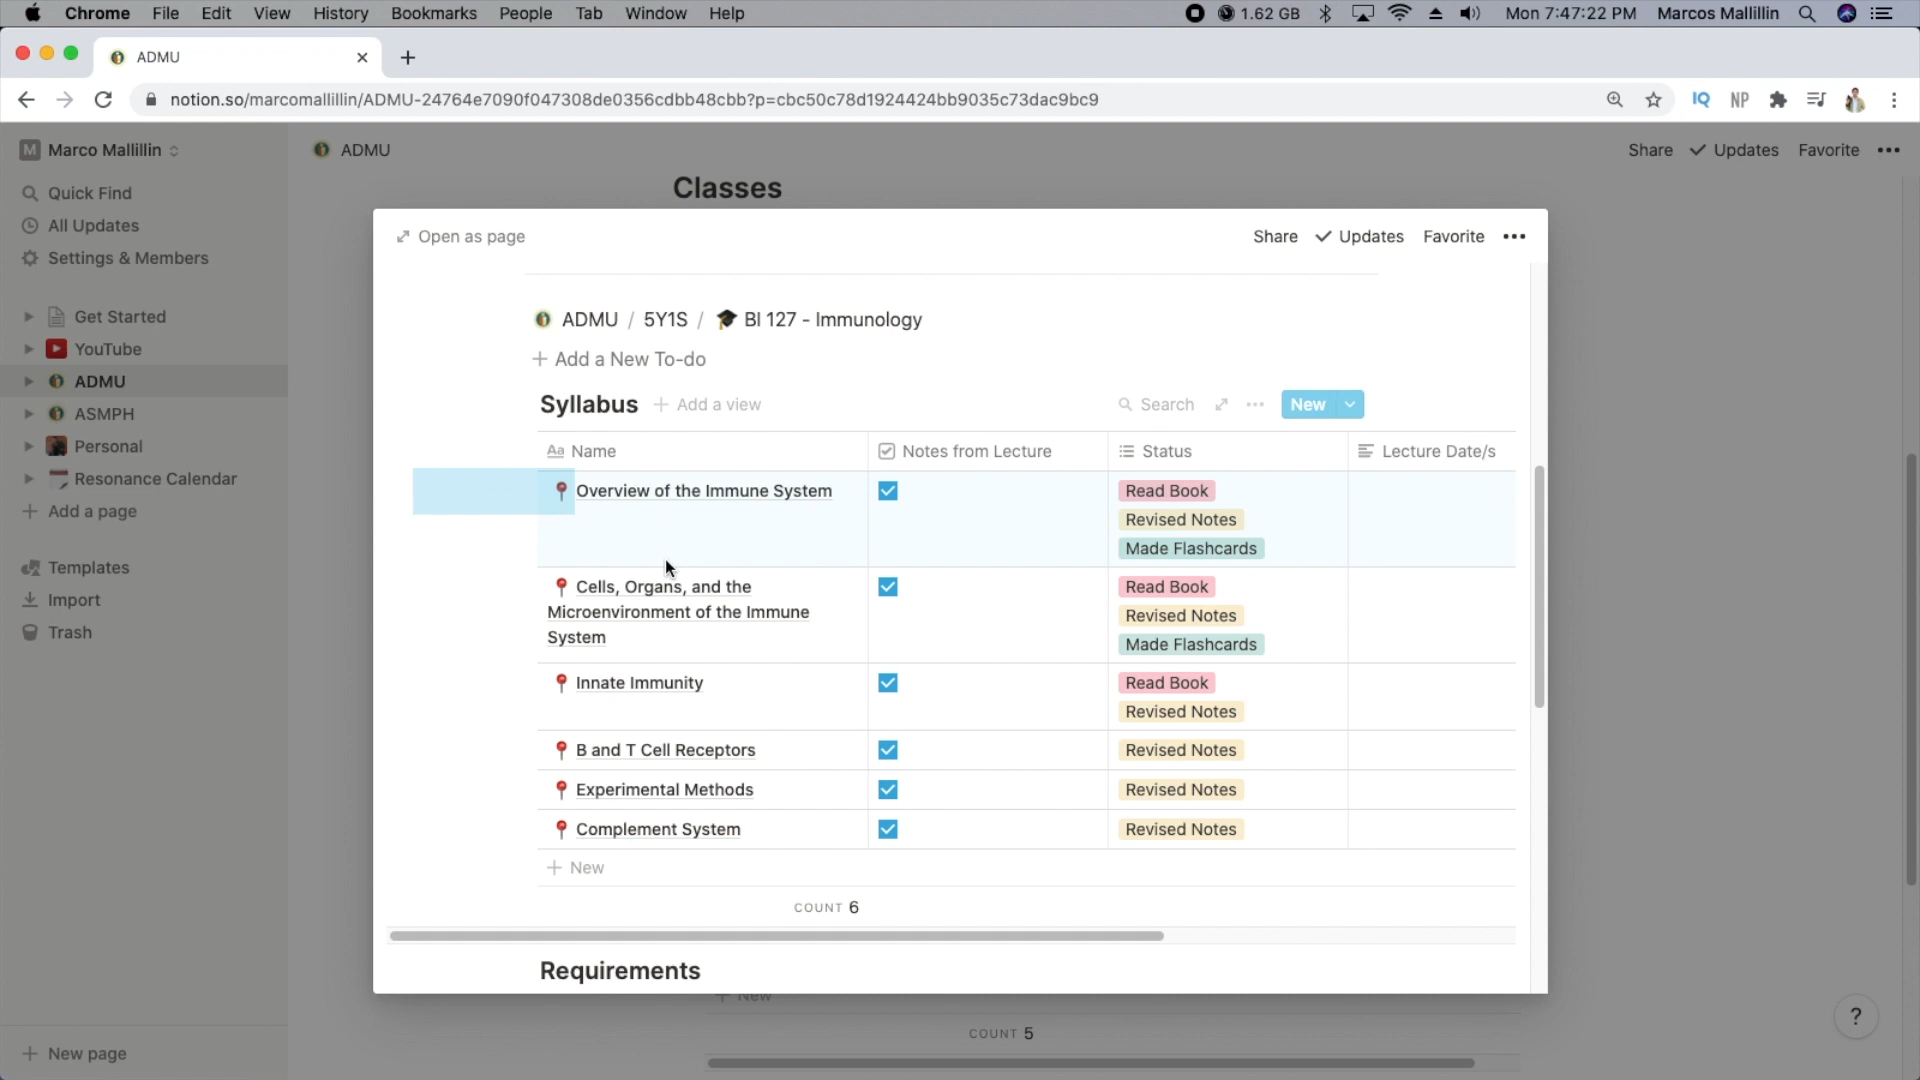 Chrome File Edit View History Bookmarks People Tab Window Help 1.62 GB Mon 7:47:22 PM Marcos Mallillin
ADMU
notion.so/marcomallillin/ADMU-24764e7090f047308de0356cdbb48cbb?p=cbc50c78d1924424bb9035c73dac9bc9 IQ NP
M Marco Mallillin
ADMU Share Updates Favorite
Quick Find
All Updates
Settings & Members
Get Started
YouTube
ADMU
ASMPH
Personal
Resonance Calendar
Add a page
Templates
Import
Trash
New page
Classes
Open as page Share Updates Favorite
ADMU / 5Y1S / BI 127 - Immunology
+ Add a New To-do
Syllabus + Add a view Search New
Aa Name Notes from Lecture Status Lecture Date/s
Overview of the Immune System Read Book
Revised Notes
Made Flashcards
Cells, Organs, and the Read Book
Microenvironment of the Immune Revised Notes
System Made Flashcards
Innate Immunity Read Book
Revised Notes
B and T Cell Receptors Revised Notes
Experimental Methods Revised Notes
Complement System Revised Notes
+ New
COUNT 6
Requirements
+ New
COUNT 5
?